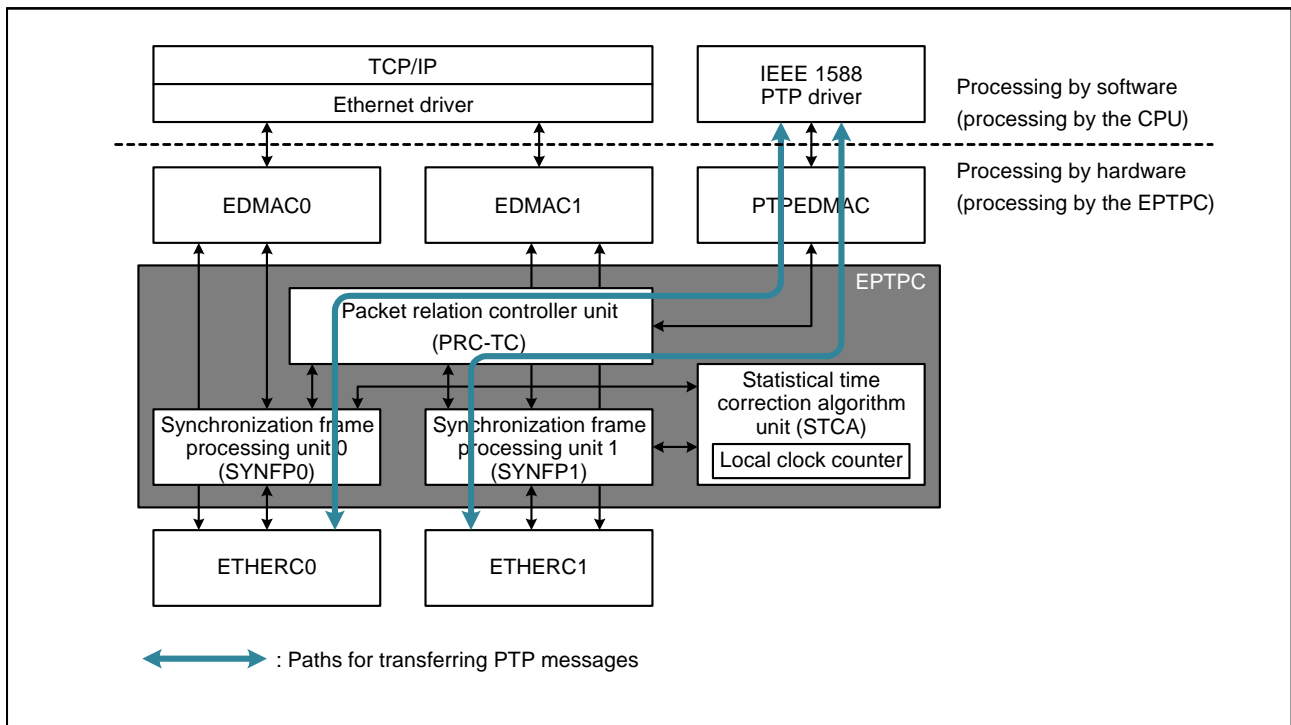 TCP/IP
Ethernet driver
IEEE 1588
PTP driver
Processing by software
(processing by the CPU)
Processing by hardware
(processing by the EPTPC)
EDMAC0
EDMAC1
PTPEDMAC
EPTPC
Packet relation controller unit
(PRC-TC)
Synchronization frame
processing unit 0
(SYNFP0)
Synchronization frame
processing unit 1
(SYNFP1)
Statistical time
correction algorithm
unit (STCA)
Local clock counter
ETHERC0
ETHERC1
: Paths for transferring PTP messages